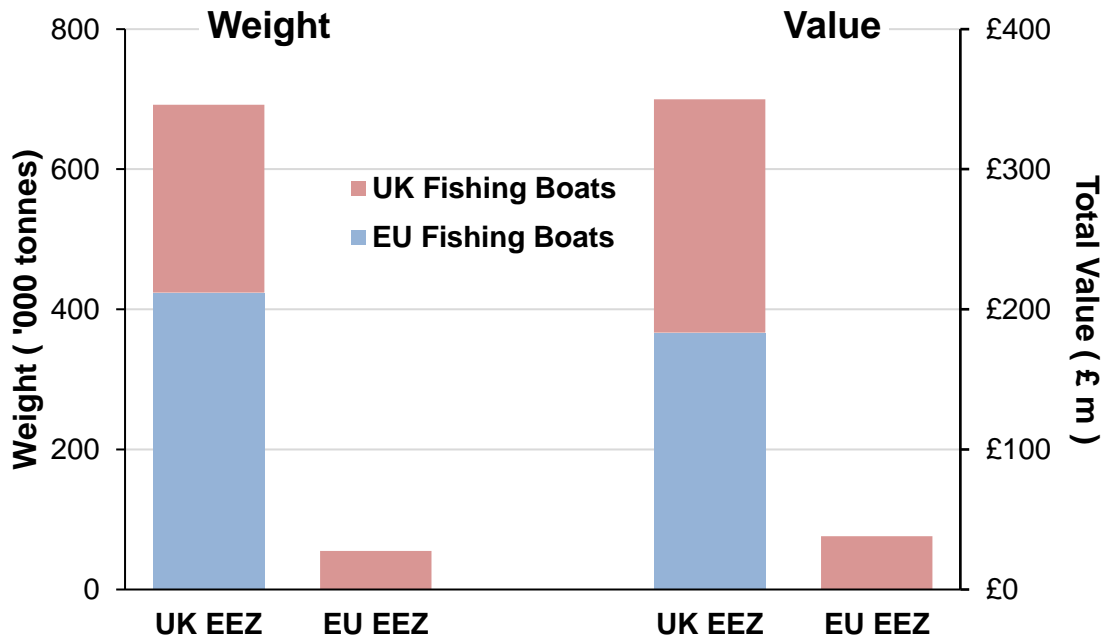 Weight
Value
800
600
400
200
0
Weight ( '000 tonnes)
UK Fishing Boats
EU Fishing Boats
£400
£300
£200
£100
£0
Total Value ( £ m )
UK EEZ
EU EEZ
UK EEZ
EU EEZ